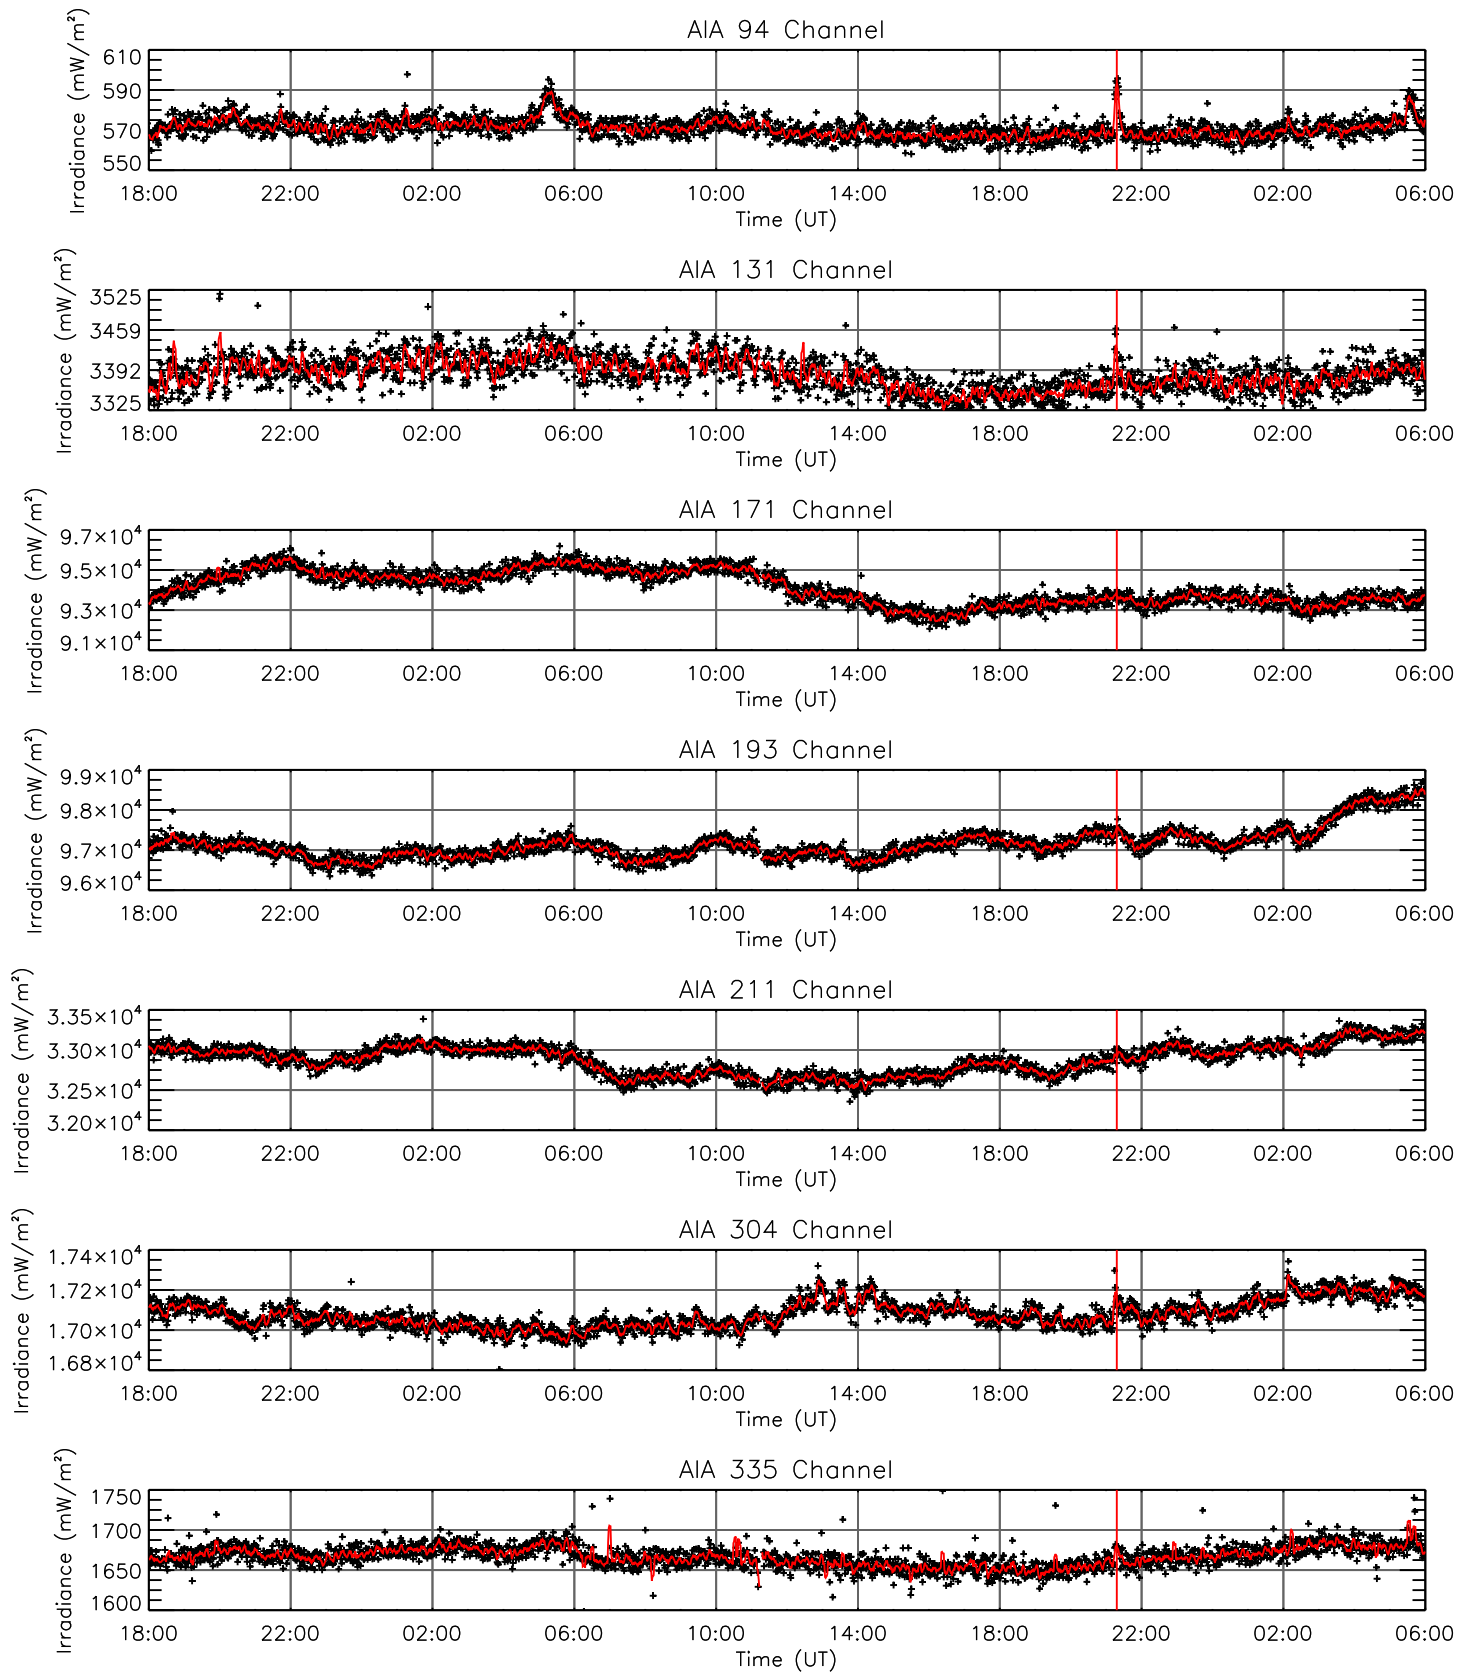 AIA 94 Channel
Irradiance (mW/m²)
610
590
570
550
18:00 22:00 02:00 06:00 10:00 14:00 18:00 22:00 02:00 06:00
Time (UT)
AIA 131 Channel
Irradiance (mW/m²)
3525
3459
3392
3325
18:00 22:00 02:00 06:00 10:00 14:00 18:00 22:00 02:00 06:00
Time (UT)
AIA 171 Channel
Irradiance (mW/m²)
9.7×10⁴
9.5×10⁴
9.3×10⁴
9.1×10⁴
18:00 22:00 02:00 06:00 10:00 14:00 18:00 22:00 02:00 06:00
Time (UT)
AIA 193 Channel
Irradiance (mW/m²)
9.9×10⁴
9.8×10⁴
9.7×10⁴
9.6×10⁴
18:00 22:00 02:00 06:00 10:00 14:00 18:00 22:00 02:00 06:00
Time (UT)
AIA 211 Channel
Irradiance (mW/m²)
3.35×10⁴
3.30×10⁴
3.25×10⁴
3.20×10⁴
18:00 22:00 02:00 06:00 10:00 14:00 18:00 22:00 02:00 06:00
Time (UT)
AIA 304 Channel
Irradiance (mW/m²)
1.74×10⁴
1.72×10⁴
1.70×10⁴
1.68×10⁴
18:00 22:00 02:00 06:00 10:00 14:00 18:00 22:00 02:00 06:00
Time (UT)
AIA 335 Channel
Irradiance (mW/m²)
1750
1700
1650
1600
18:00 22:00 02:00 06:00 10:00 14:00 18:00 22:00 02:00 06:00
Time (UT)